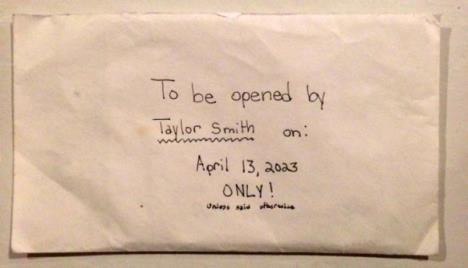 To be opened by
Taylor Smith on:
April 13, 2023
ONLY!
unless said otherwise